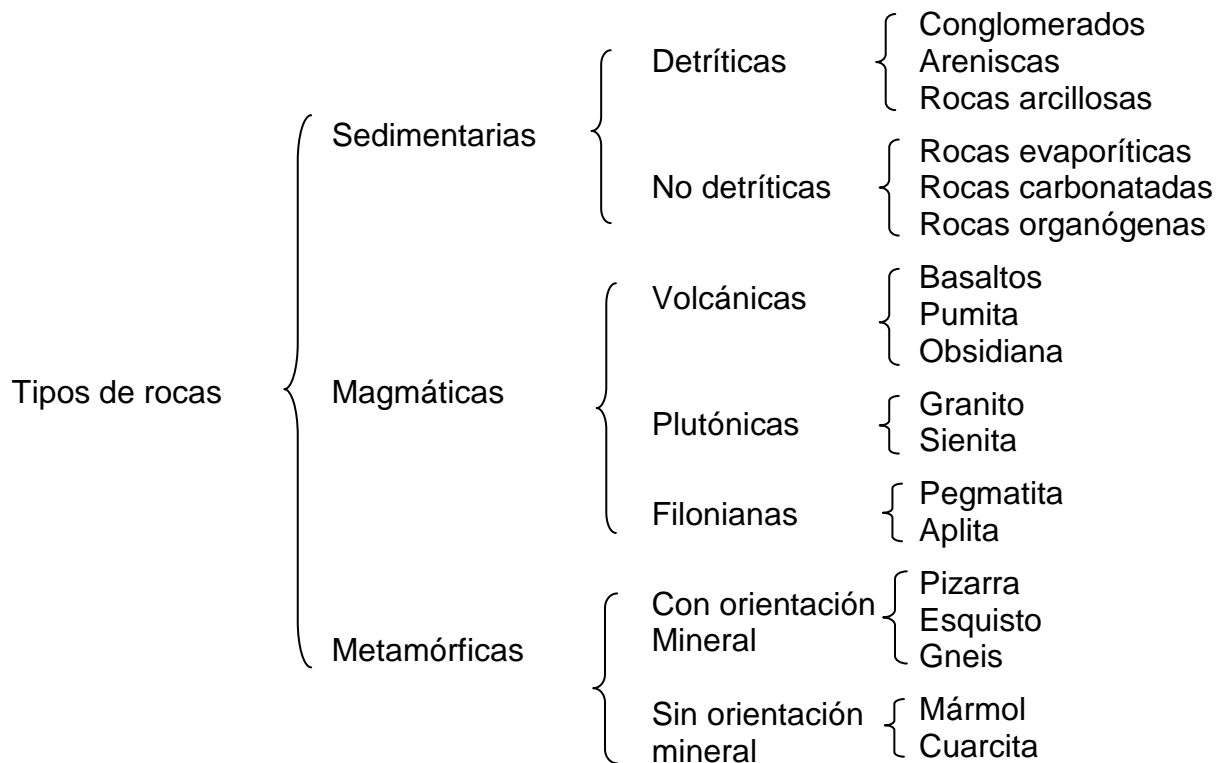 Tipos de rocas
Sedimentarias
Detríticas
Conglomerados
Areniscas
Rocas arcillosas
No detríticas
Rocas evaporíticas
Rocas carbonatadas
Rocas organógenas
Magmáticas
Volcánicas
Basaltos
Pumita
Obsidiana
Plutónicas
Granito
Sienita
Filonianas
Pegmatita
Aplita
Metamórficas
Con orientación
Mineral
Pizarra
Esquisto
Gneis
Sin orientación
mineral
Mármol
Cuarcita